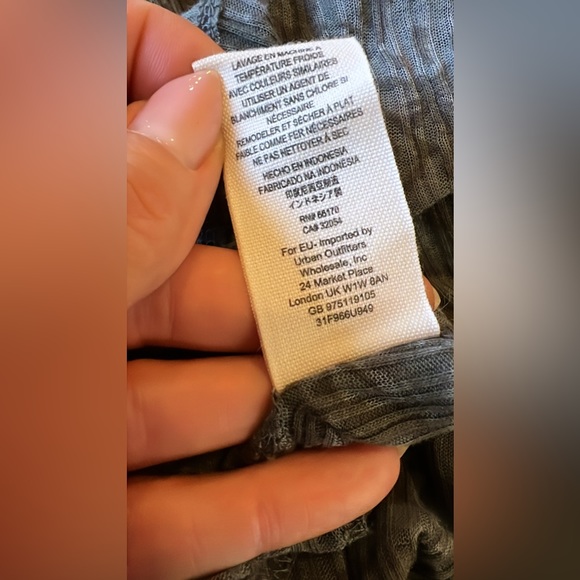 LAVAGE EN MACHINE À
TEMPÉRATURE FROIDE
AVEC COULEURS SIMILAIRES
UTILISER UN AGENT DE
BLANCHIMENT SANS CHLORE SI
NÉCESSAIRE
REMODELER ET SÉCHER À PLAT
FAIBLE COMME FER NÉCESSAIRES
NE PAS NETTOYER À SEC
HECHO EN INDONESIA
FABRICADO NA INDONESIA
印度尼西亚制造
インドネシア製
RN# 66170
CA# 32054
For EU- Imported by
Urban Outfitters
Wholesale, Inc
24 Market Place
London UK W1W 8AN
GB 975119105
31F966U949